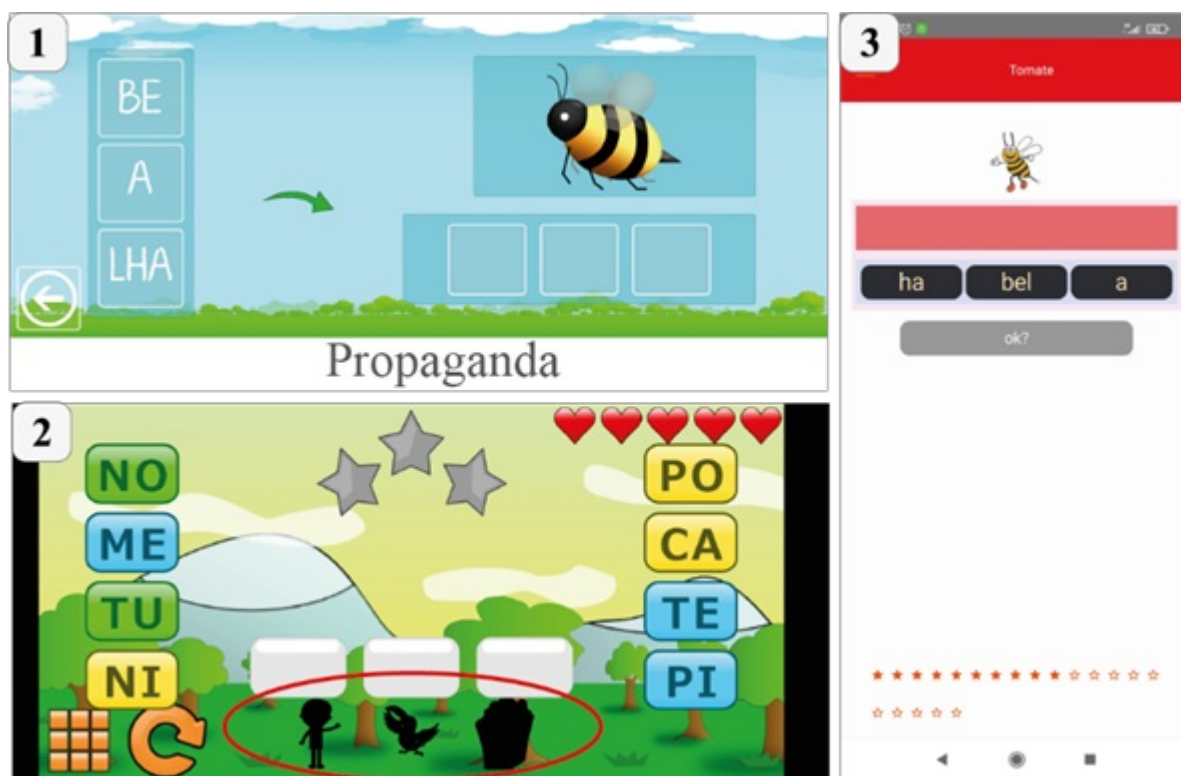 1
BE
A
LHA
Propaganda
2
NO
ME
TU
NI
PO
CA
TE
PI
3
Tomate
ha bel a
ok?